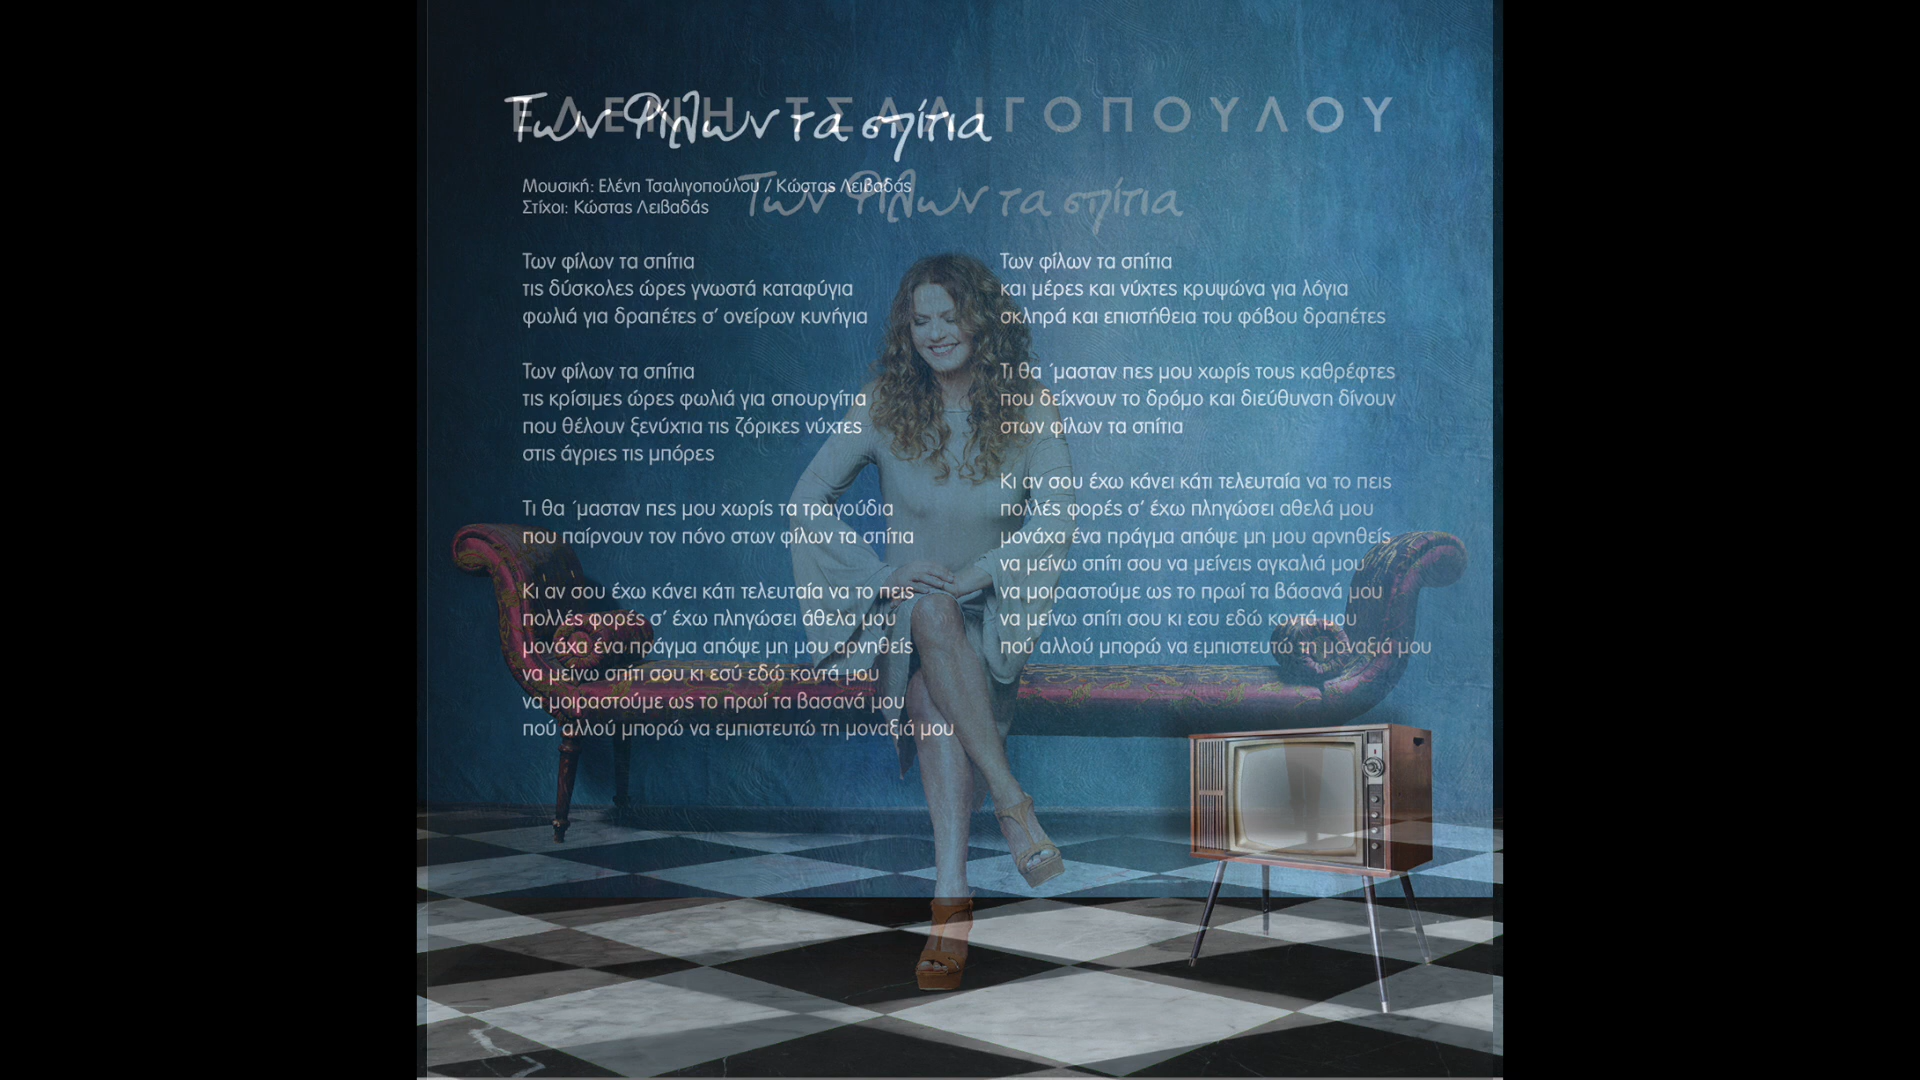 ΕΛΕΝΗ ΤΣΑΛΙΓΟΠΟΥΛΟΥ
Των Φίλων τα σπίτια
Των Φίλων τα σπίτια
Μουσική: Ελένη Τσαλιγοπούλου / Κώστας Λειβαδάς
Στίχοι: Κώστας Λειβαδάς
Των φίλων τα σπίτια
τις δύσκολες ώρες γνωστά καταφύγια
φωλιά για δραπέτες σ’ ονείρων κυνήγια
Των φίλων τα σπίτια
τις κρίσιμες ώρες φωλιά για σπουργίτια
που θέλουν ξενύχτια τις ζόρικες νύχτες
στις άγριες τις μπόρες
Τι θα ΄μασταν πες μου χωρίς τα τραγούδια
που παίρνουν τον πόνο στων φίλων τα σπίτια
Κι αν σου έχω κάνει κάτι τελευταία να το πεις
πολλές φορές σ’ έχω πληγώσει άθελα μου
μονάχα ένα πράγμα απόψε μη μου αρνηθείς
να μείνω σπίτι σου κι εσύ εδώ κοντά μου
να μοιραστούμε ως το πρωί τα βασανά μου
πού αλλού μπορώ να εμπιστευτώ τη μοναξιά μου
Των φίλων τα σπίτια
και μέρες και νύχτες κρυψώνα για λόγια
σκληρά και επιστήθεια του φόβου δραπέτες
Τι θα ΄μασταν πες μου χωρίς τους καθρέφτες
που δείχνουν το δρόμο και διεύθυνση δίνουν
στων φίλων τα σπίτια
Κι αν σου έχω κάνει κάτι τελευταία να το πεις
πολλές φορές σ’ έχω πληγώσει αθελά μου
μονάχα ένα πράγμα απόψε μη μου αρνηθείς
να μείνω σπίτι σου να μείνεις αγκαλιά μου
να μοιραστούμε ως το πρωί τα βάσανά μου
να μείνω σπίτι σου κι εσυ εδώ κοντά μου
πού αλλού μπορώ να εμπιστευτώ τη μοναξιά μου